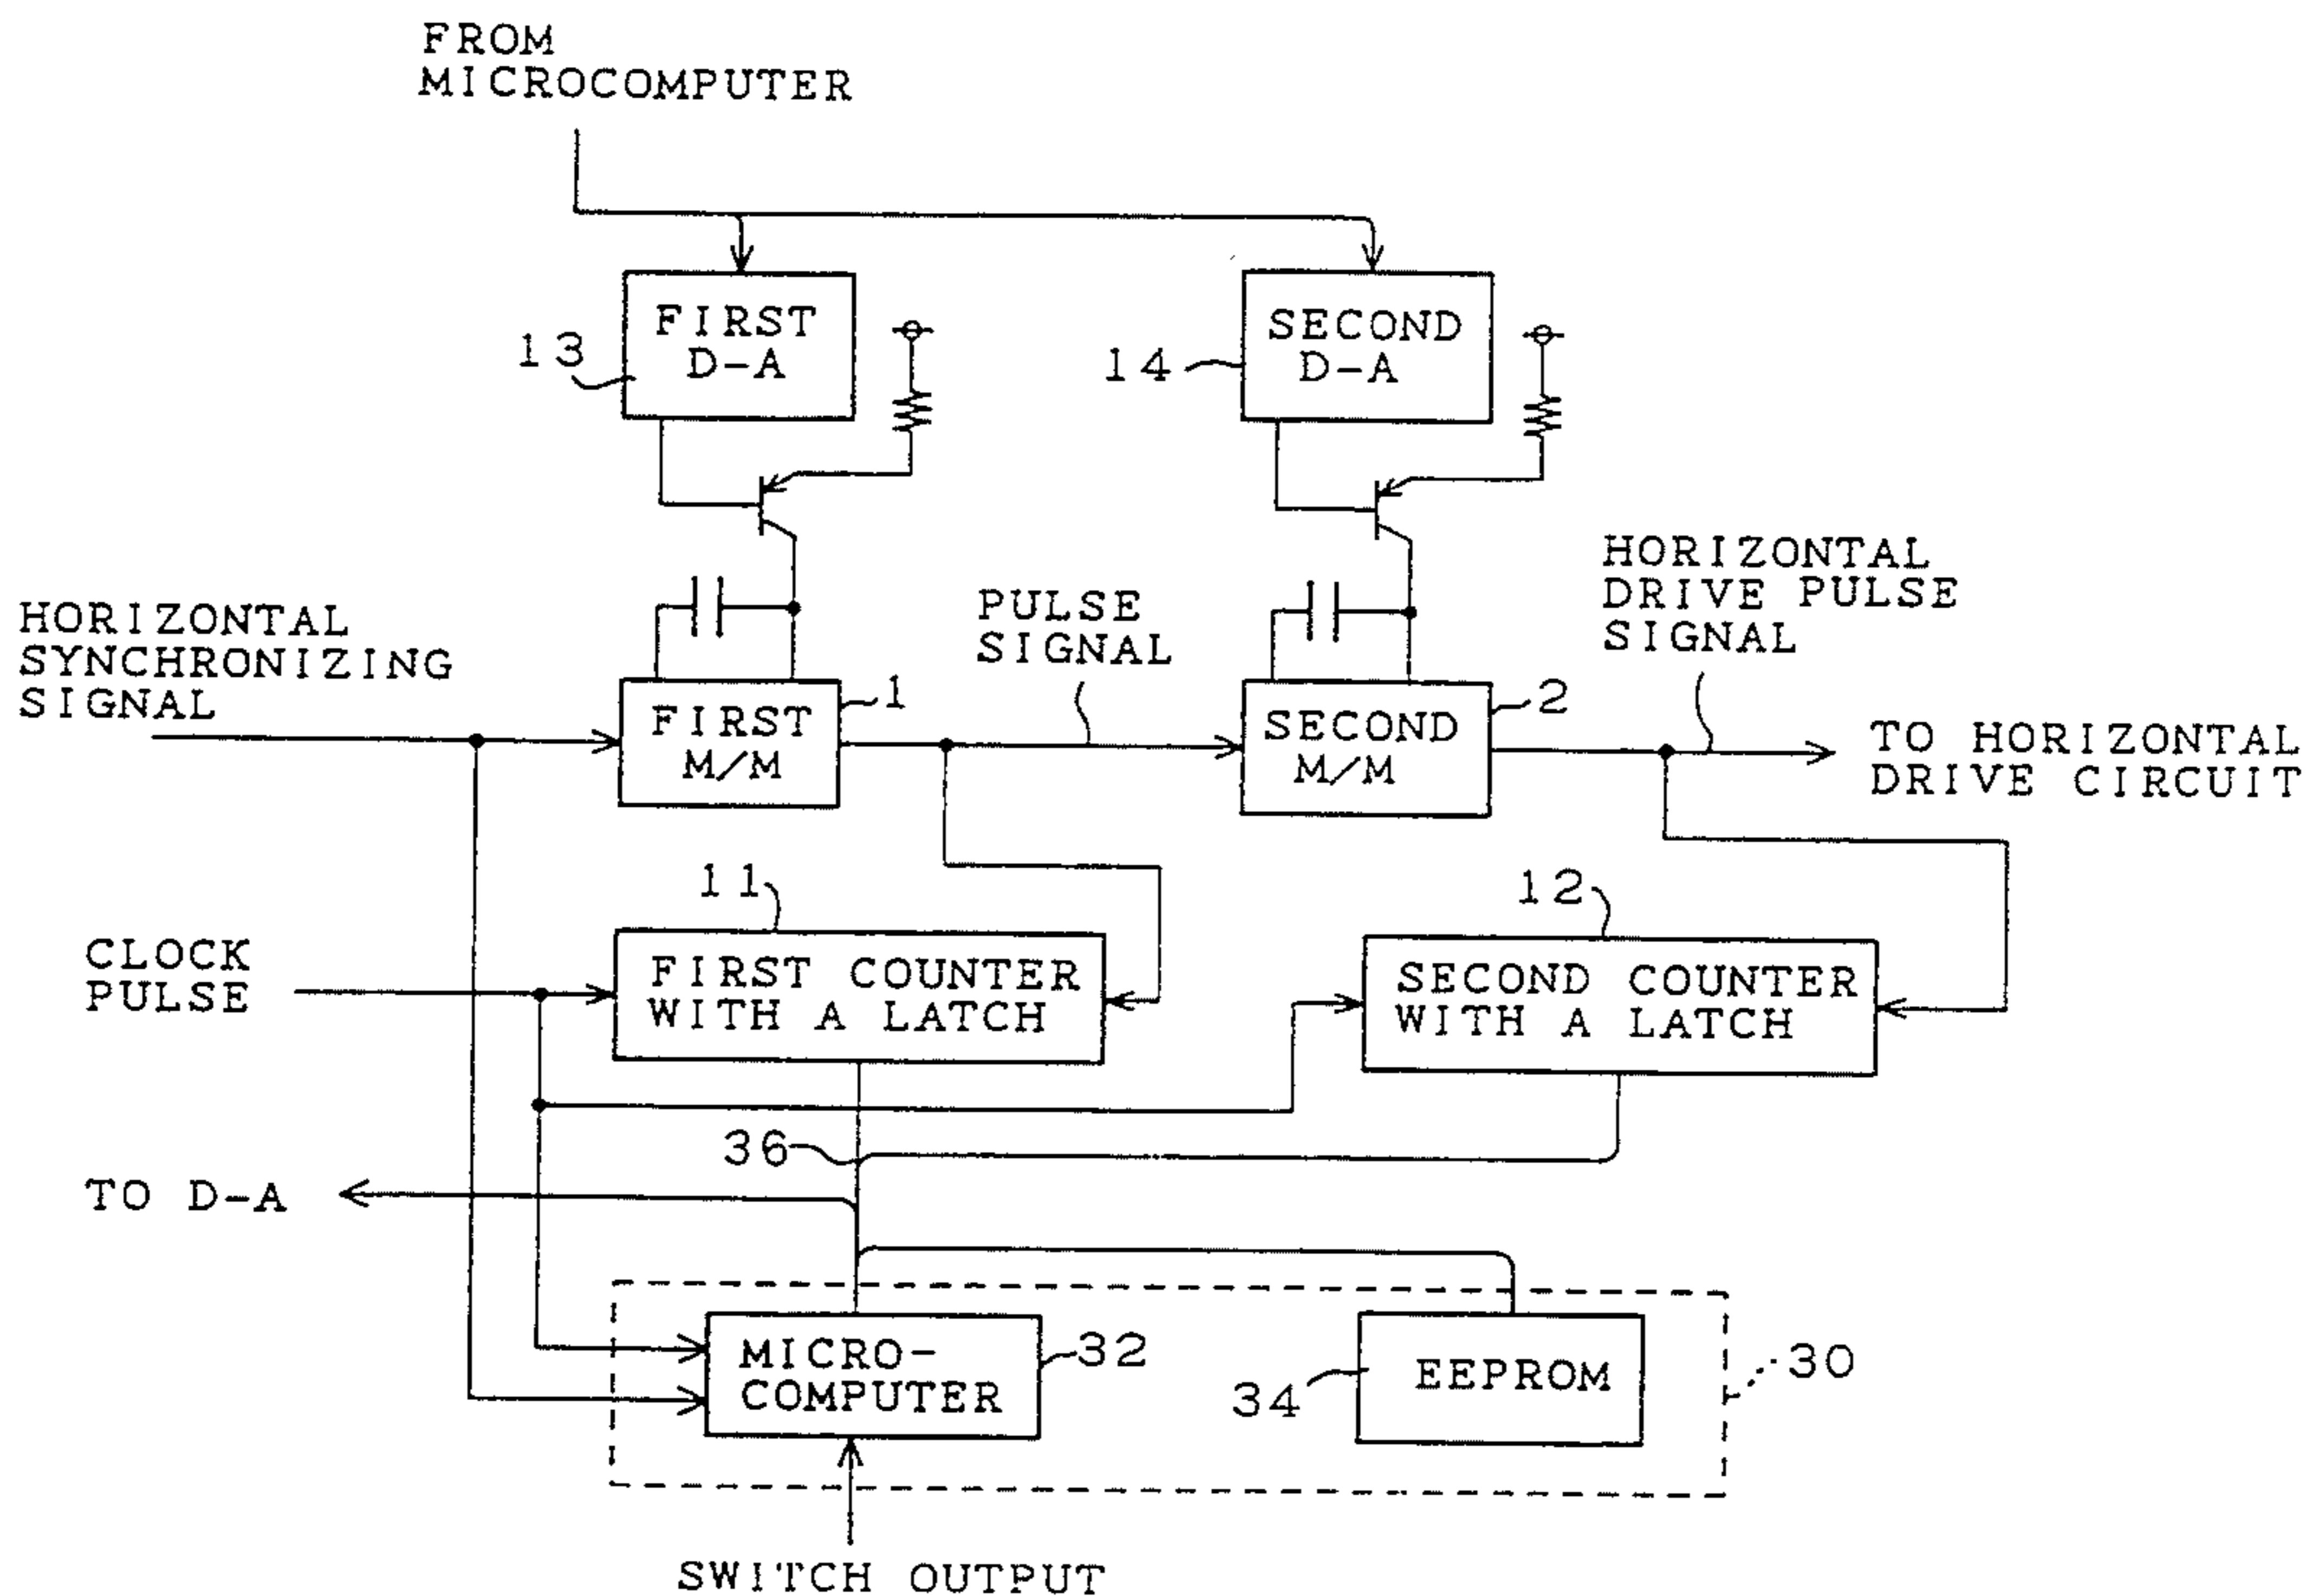 FROM
MICROCOMPUTER
FIRST
D-A
13
SECOND
D-A
14
HORIZONTAL
SYNCHRONIZING
SIGNAL
FIRST
M/M
1
PULSE
SIGNAL
SECOND
M/M
2
HORIZONTAL
DRIVE PULSE
SIGNAL
TO HORIZONTAL
DRIVE CIRCUIT
CLOCK
PULSE
11
FIRST COUNTER
WITH A LATCH
12
SECOND COUNTER
WITH A LATCH
36
TO D-A
MICRO-
COMPUTER
32
34
EEPROM
30
SWITCH OUTPUT